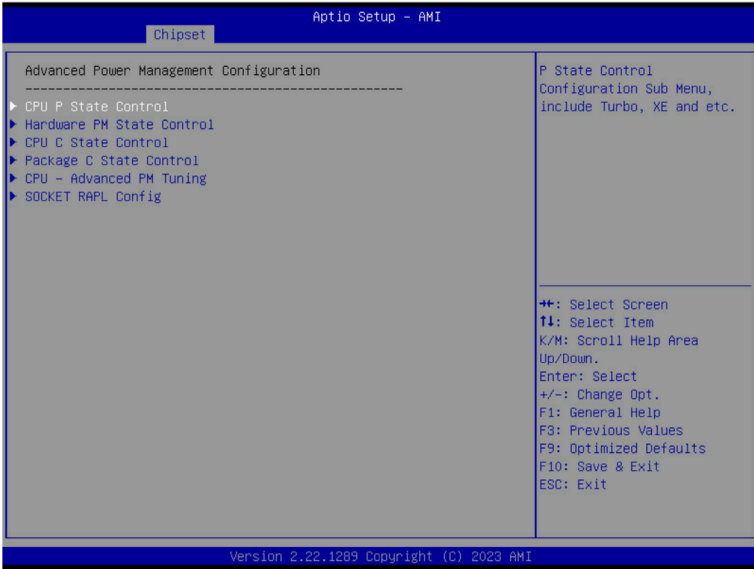 Aptio Setup – AMI
Chipset
Advanced Power Management Configuration
--------------------------------------------------
▶ CPU P State Control
▶ Hardware PM State Control
▶ CPU C State Control
▶ Package C State Control
▶ CPU – Advanced PM Tuning
▶ SOCKET RAPL Config
P State Control
Configuration Sub Menu,
include Turbo, XE and etc.
→←: Select Screen
↑↓: Select Item
K/M: Scroll Help Area
Up/Down.
Enter: Select
+/-: Change Opt.
F1: General Help
F3: Previous Values
F9: Optimized Defaults
F10: Save & Exit
ESC: Exit
Version 2.22.1289 Copyright (C) 2023 AMI